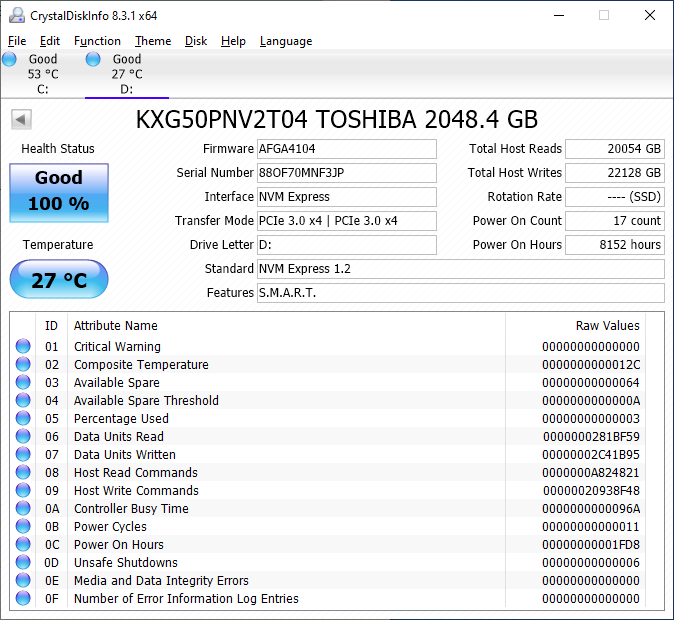 CrystalDiskInfo 8.3.1 x64
File Edit Function Theme Disk Help Language
Good Good
53 °C 27 °C
C: D:
KXG50PNV2T04 TOSHIBA 2048.4 GB
Health Status Firmware AFGA4104 Total Host Reads 20054 GB
Good Serial Number 88OF70MNF3JP Total Host Writes 22128 GB
100 % Interface NVM Express Rotation Rate ---- (SSD)
Transfer Mode PCIe 3.0 x4 | PCIe 3.0 x4 Power On Count 17 count
Temperature Drive Letter D: Power On Hours 8152 hours
27 °C Standard NVM Express 1.2
Features S.M.A.R.T.
ID Attribute Name Raw Values
01 Critical Warning 00000000000000
02 Composite Temperature 0000000000012C
03 Available Spare 00000000000064
04 Available Spare Threshold 0000000000000A
05 Percentage Used 00000000000003
06 Data Units Read 0000000281BF59
07 Data Units Written 00000002C41B95
08 Host Read Commands 0000000A824821
09 Host Write Commands 00000020938F48
0A Controller Busy Time 0000000000096A
0B Power Cycles 00000000000011
0C Power On Hours 00000000001FD8
0D Unsafe Shutdowns 00000000000006
0E Media and Data Integrity Errors 00000000000000
0F Number of Error Information Log Entries 00000000000000